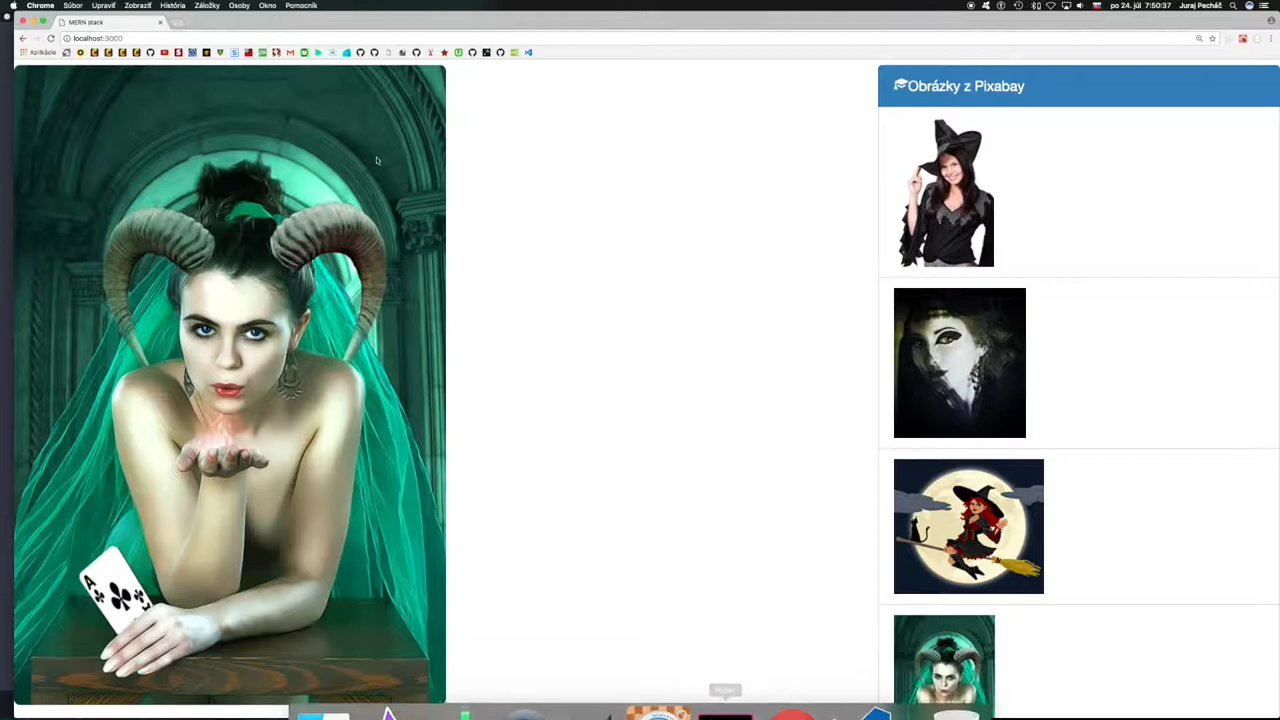 Chrome Súbor Upraviť Zobraziť História Záložky Osoby Okno Pomocník po 24. júl 7:50:37 Juraj Pecháč
MERN stack
localhost:3000
Aplikácie
Obrázky z Pixabay
A